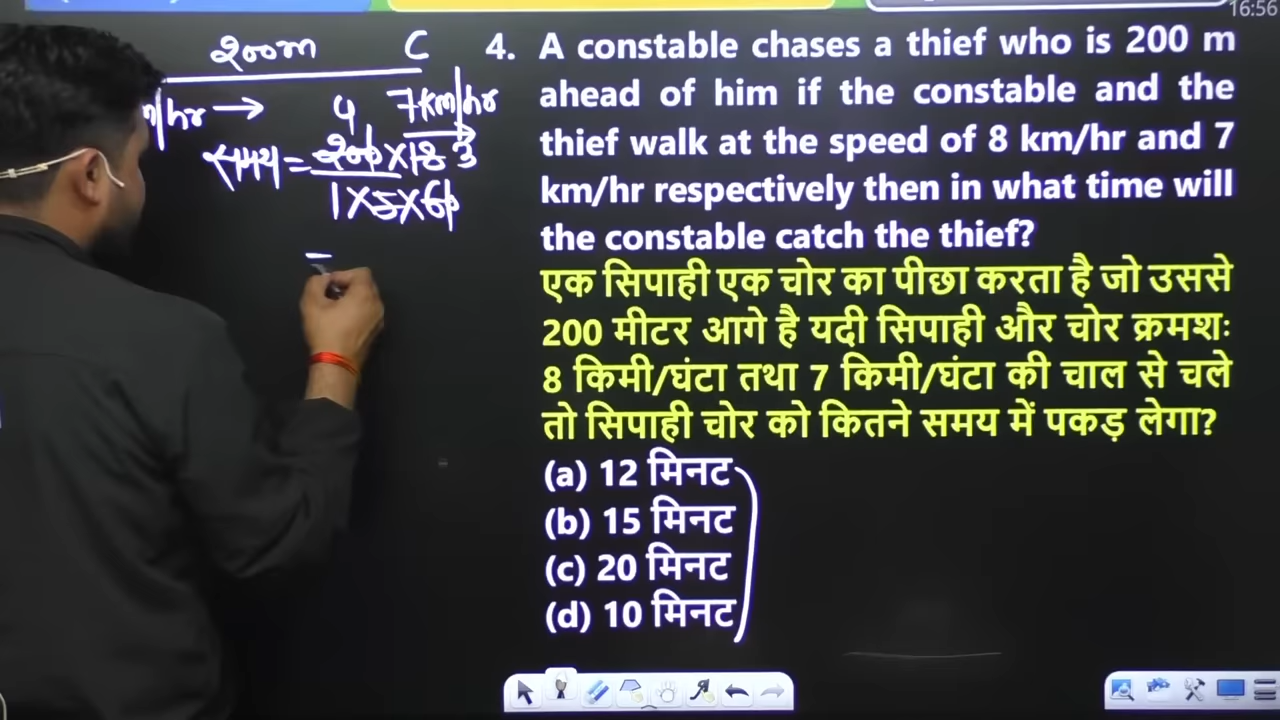 16:56
२००m C
/hr → 4 7km/hr
समय = 200 × 18 3
1 × 5 × 60
=
4. A constable chases a thief who is 200 m
ahead of him if the constable and the
thief walk at the speed of 8 km/hr and 7
km/hr respectively then in what time will
the constable catch the thief?
एक सिपाही एक चोर का पीछा करता है जो उससे
200 मीटर आगे है यदी सिपाही और चोर क्रमशः
8 किमी/घंटा तथा 7 किमी/घंटा की चाल से चले
तो सिपाही चोर को कितने समय में पकड़ लेगा?
(a) 12 मिनट
(b) 15 मिनट
(c) 20 मिनट
(d) 10 मिनट